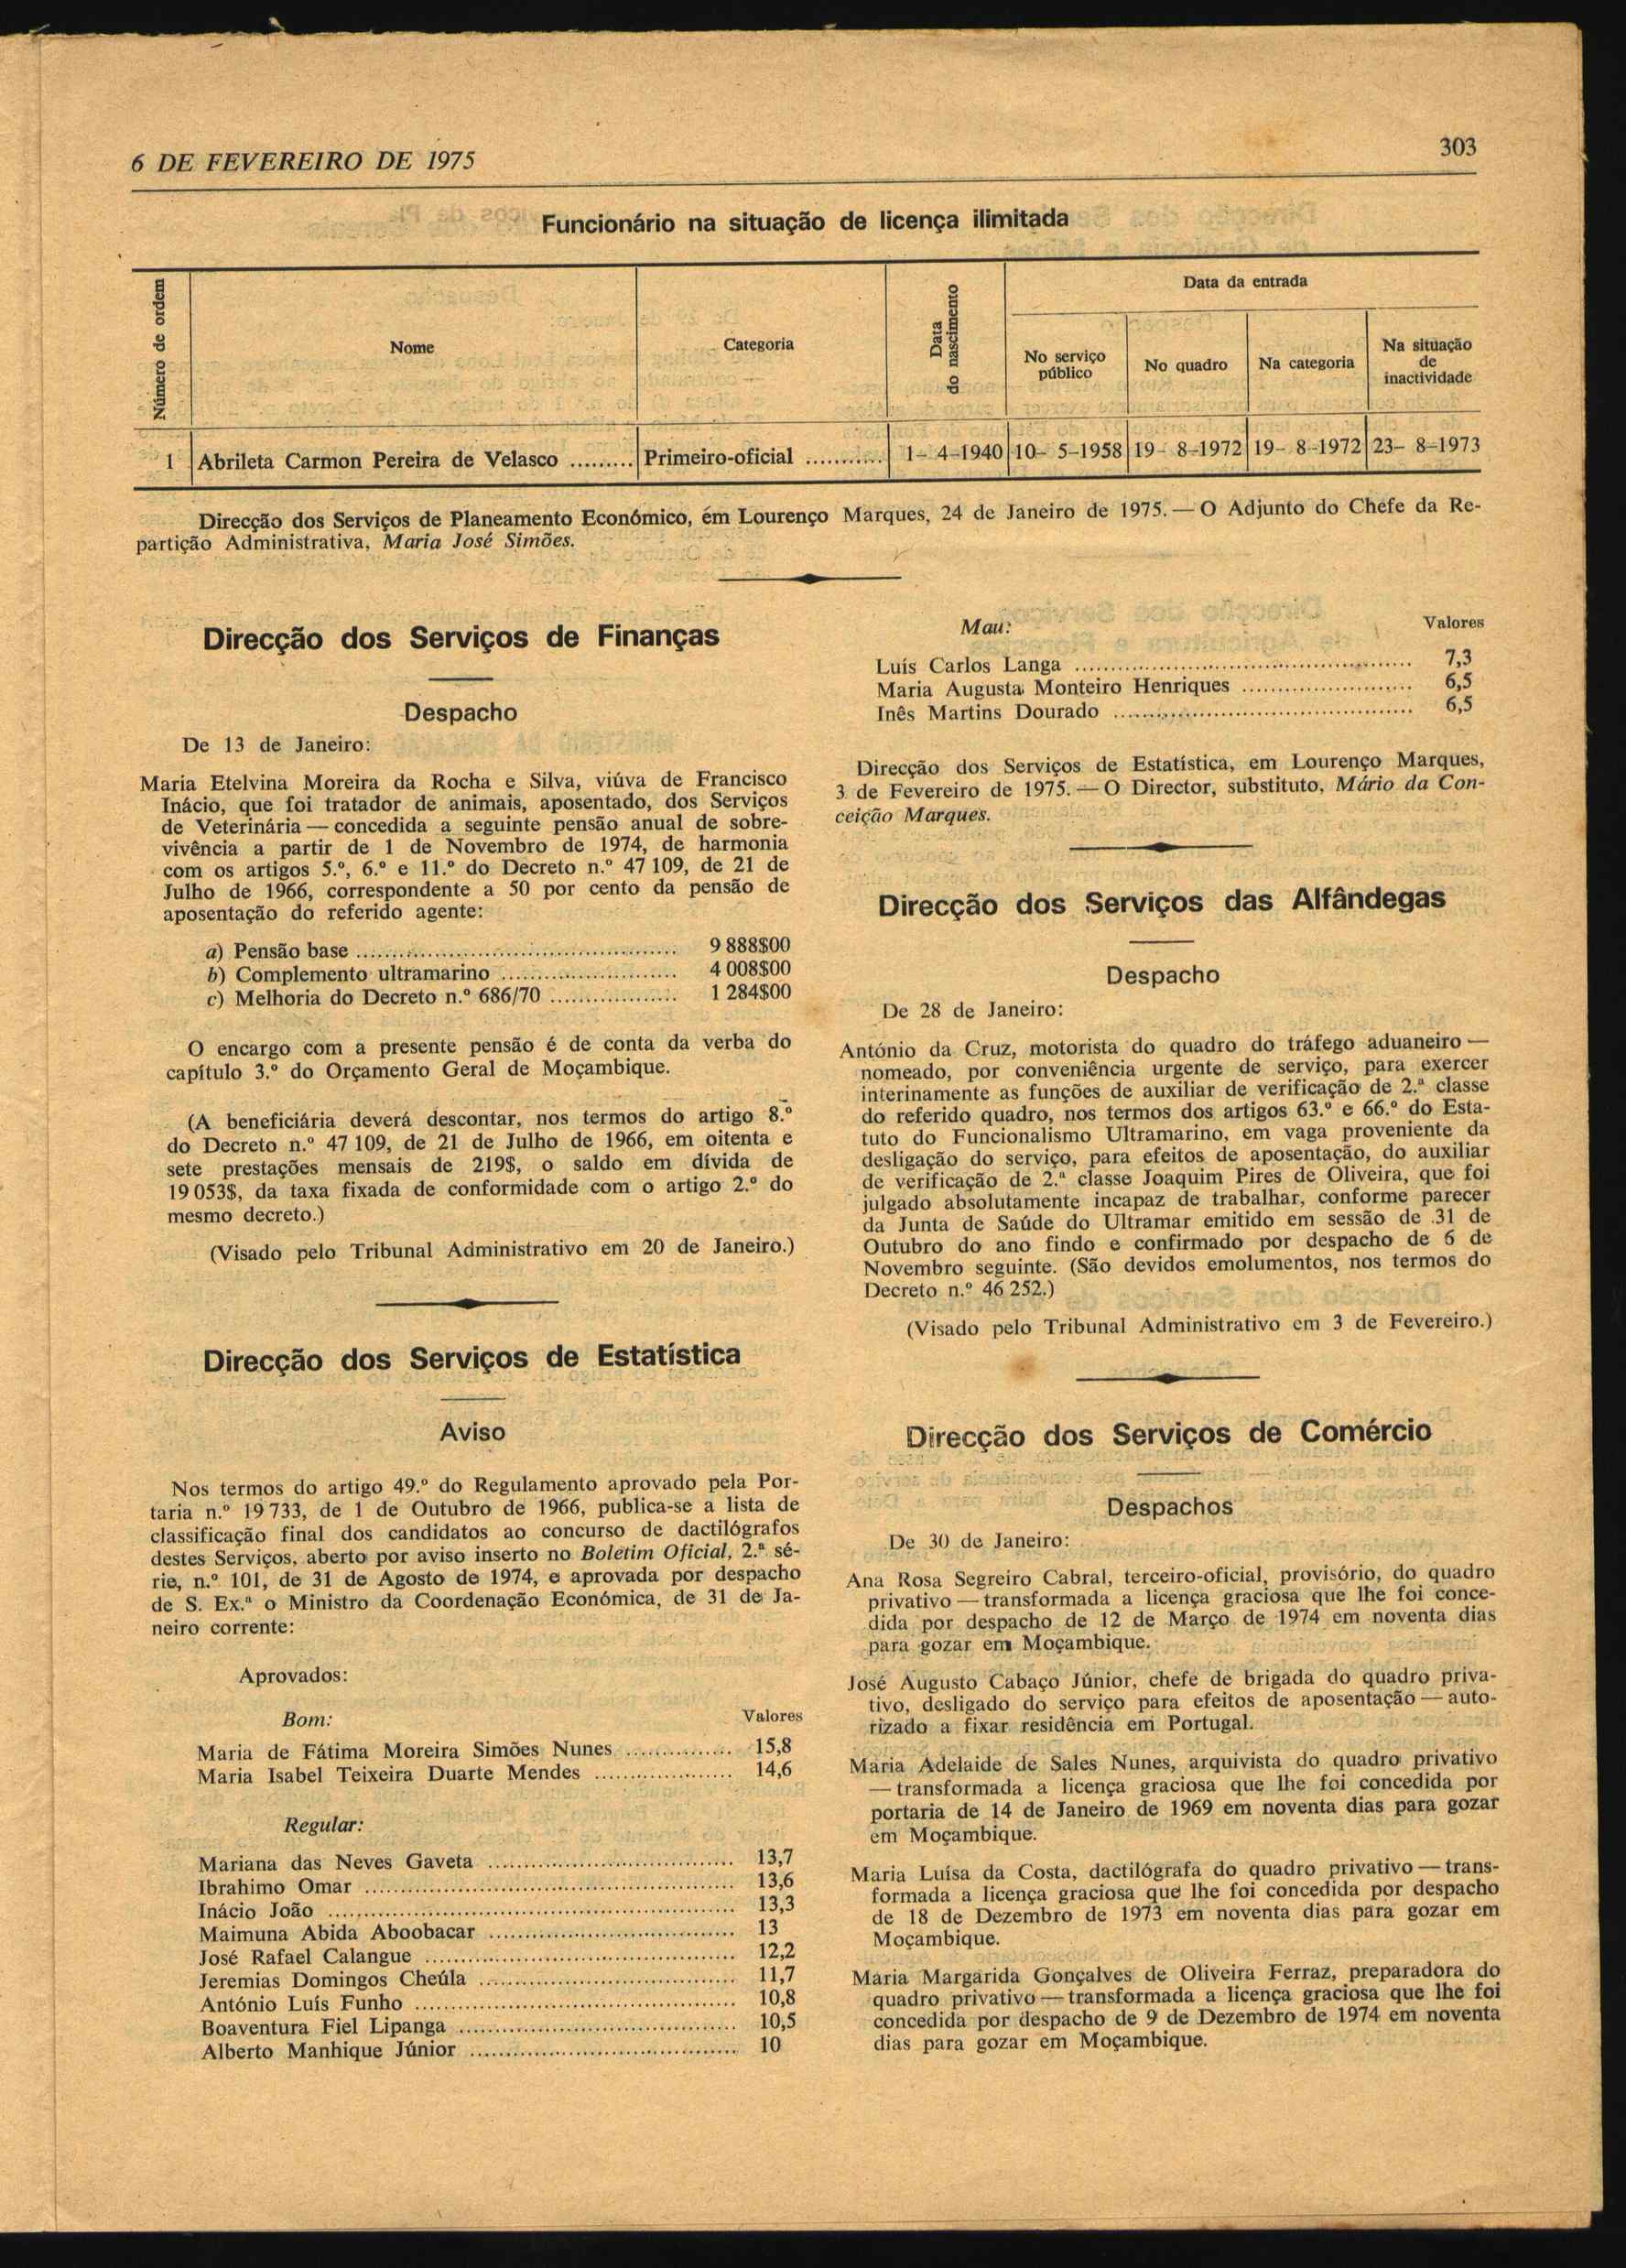 6 DE FEVEREIRO DE 1975
303
Funcionário na situação de licença ilimitada
Número de ordem
Nome
Categoria
Data
do nascimento
Data da entrada
No serviço
público
No quadro
Na categoria
Na situação
de
inactividade
1 Abrileta Carmon Pereira de Velasco ......... Primeiro-oficial ........... 1- 4-1940 10- 5-1958 19- 8-1972 19- 8-1972 23- 8-1973
Direcção dos Serviços de Planeamento Económico, em Lourenço Marques, 24 de Janeiro de 1975. — O Adjunto do Chefe da Re-
partição Administrativa, Maria José Simões.
Direcção dos Serviços de Finanças
Despacho
De 13 de Janeiro:
Maria Etelvina Moreira da Rocha e Silva, viúva de Francisco
Inácio, que foi tratador de animais, aposentado, dos Serviços
de Veterinária — concedida a seguinte pensão anual de sobre-
vivência a partir de 1 de Novembro de 1974, de harmonia
com os artigos 5.º, 6.º e 11.º do Decreto n.º 47 109, de 21 de
Julho de 1966, correspondente a 50 por cento da pensão de
aposentação do referido agente:
a) Pensão base ............................................ 9 888$00
b) Complemento ultramarino ........................ 4 008$00
c) Melhoria do Decreto n.º 686/70 .................. 1 284$00
O encargo com a presente pensão é de conta da verba do
capítulo 3.º do Orçamento Geral de Moçambique.
(A beneficiária deverá descontar, nos termos do artigo 8.º
do Decreto n.º 47 109, de 21 de Julho de 1966, em oitenta e
sete prestações mensais de 219$, o saldo em dívida de
19 053$, da taxa fixada de conformidade com o artigo 2.º do
mesmo decreto.)
(Visado pelo Tribunal Administrativo em 20 de Janeiro.)
Direcção dos Serviços de Estatística
Aviso
Nos termos do artigo 49.º do Regulamento aprovado pela Por-
taria n.º 19 733, de 1 de Outubro de 1966, publica-se a lista de
classificação final dos candidatos ao concurso de dactilógrafos
destes Serviços, aberto por aviso inserto no Boletim Oficial, 2.ª sé-
rie, n.º 101, de 31 de Agosto de 1974, e aprovada por despacho
de S. Ex.ª o Ministro da Coordenação Económica, de 31 de Ja-
neiro corrente:
Aprovados:
Bom: Valores
Maria de Fátima Moreira Simões Nunes ............... 15,8
Maria Isabel Teixeira Duarte Mendes ................... 14,6
Regular:
Mariana das Neves Gaveta .................................. 13,7
Ibrahimo Omar ................................................... 13,6
Inácio João ........................................................ 13,3
Maimuna Abida Aboobacar .................................. 13
José Rafael Calangue ........................................... 12,2
Jeremias Domingos Cheúla ................................... 11,7
António Luís Funho ............................................ 10,8
Boaventura Fiel Lipanga ...................................... 10,5
Alberto Manhique Júnior ..................................... 10
Mau: Valores
Luís Carlos Langa ............................................... 7,3
Maria Augusta Monteiro Henriques ........................ 6,5
Inês Martins Dourado .......................................... 6,5
Direcção dos Serviços de Estatística, em Lourenço Marques,
3 de Fevereiro de 1975. — O Director, substituto, Mário da Con-
ceição Marques.
Direcção dos Serviços das Alfândegas
Despacho
De 28 de Janeiro:
António da Cruz, motorista do quadro do tráfego aduaneiro —
nomeado, por conveniência urgente de serviço, para exercer
interinamente as funções de auxiliar de verificação de 2.ª classe
do referido quadro, nos termos dos artigos 63.º e 66.º do Esta-
tuto do Funcionalismo Ultramarino, em vaga proveniente da
desligação do serviço, para efeitos de aposentação, do auxiliar
de verificação de 2.ª classe Joaquim Pires de Oliveira, que foi
julgado absolutamente incapaz de trabalhar, conforme parecer
da Junta de Saúde do Ultramar emitido em sessão de 31 de
Outubro do ano findo e confirmado por despacho de 6 de
Novembro seguinte. (São devidos emolumentos, nos termos do
Decreto n.º 46 252.)
(Visado pelo Tribunal Administrativo em 3 de Fevereiro.)
Direcção dos Serviços de Comércio
Despachos
De 30 de Janeiro:
Ana Rosa Segreiro Cabral, terceiro-oficial, provisório, do quadro
privativo — transformada a licença graciosa que lhe foi conce-
dida por despacho de 12 de Março de 1974 em noventa dias
para gozar em Moçambique.
José Augusto Cabaço Júnior, chefe de brigada do quadro priva-
tivo, desligado do serviço para efeitos de aposentação — auto-
rizado a fixar residência em Portugal.
Maria Adelaide de Sales Nunes, arquivista do quadro privativo
— transformada a licença graciosa que lhe foi concedida por
portaria de 14 de Janeiro de 1969 em noventa dias para gozar
em Moçambique.
Maria Luísa da Costa, dactilógrafa do quadro privativo — trans-
formada a licença graciosa que lhe foi concedida por despacho
de 18 de Dezembro de 1973 em noventa dias para gozar em
Moçambique.
Maria Margarida Gonçalves de Oliveira Ferraz, preparadora do
quadro privativo — transformada a licença graciosa que lhe foi
concedida por despacho de 9 de Dezembro de 1974 em noventa
dias para gozar em Moçambique.